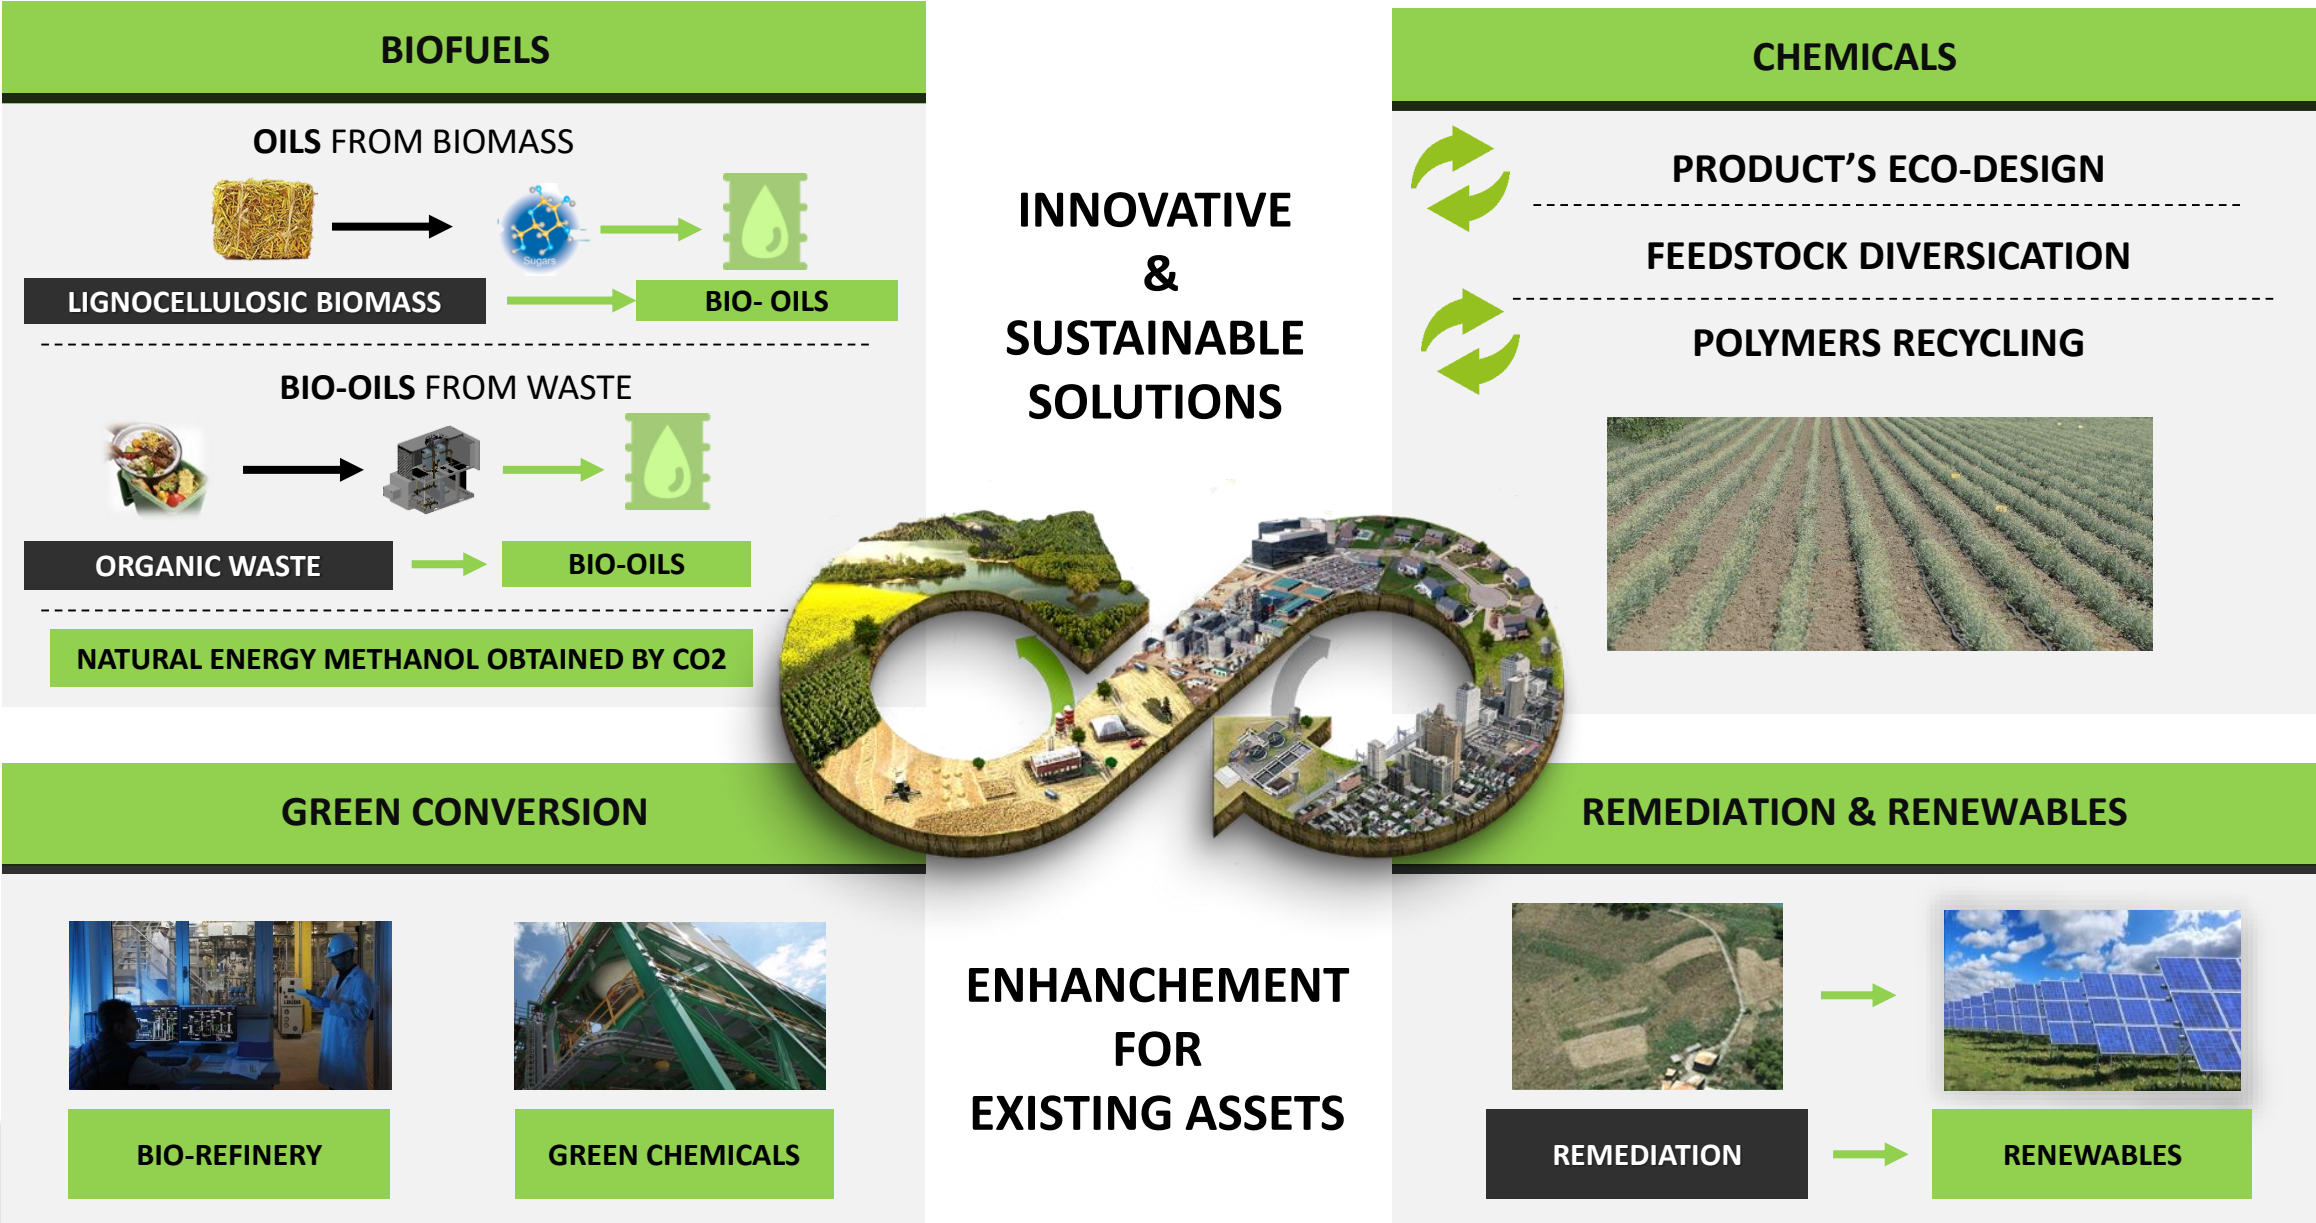 BIOFUELS
OILS FROM BIOMASS
Sugars
LIGNOCELLULOSIC BIOMASS
BIO- OILS
BIO-OILS FROM WASTE
ORGANIC WASTE
BIO-OILS
NATURAL ENERGY METHANOL OBTAINED BY CO2
INNOVATIVE
&
SUSTAINABLE
SOLUTIONS
CHEMICALS
PRODUCT’S ECO-DESIGN
FEEDSTOCK DIVERSICATION
POLYMERS RECYCLING
GREEN CONVERSION
BIO-REFINERY
GREEN CHEMICALS
ENHANCHEMENT
FOR
EXISTING ASSETS
REMEDIATION & RENEWABLES
REMEDIATION
RENEWABLES